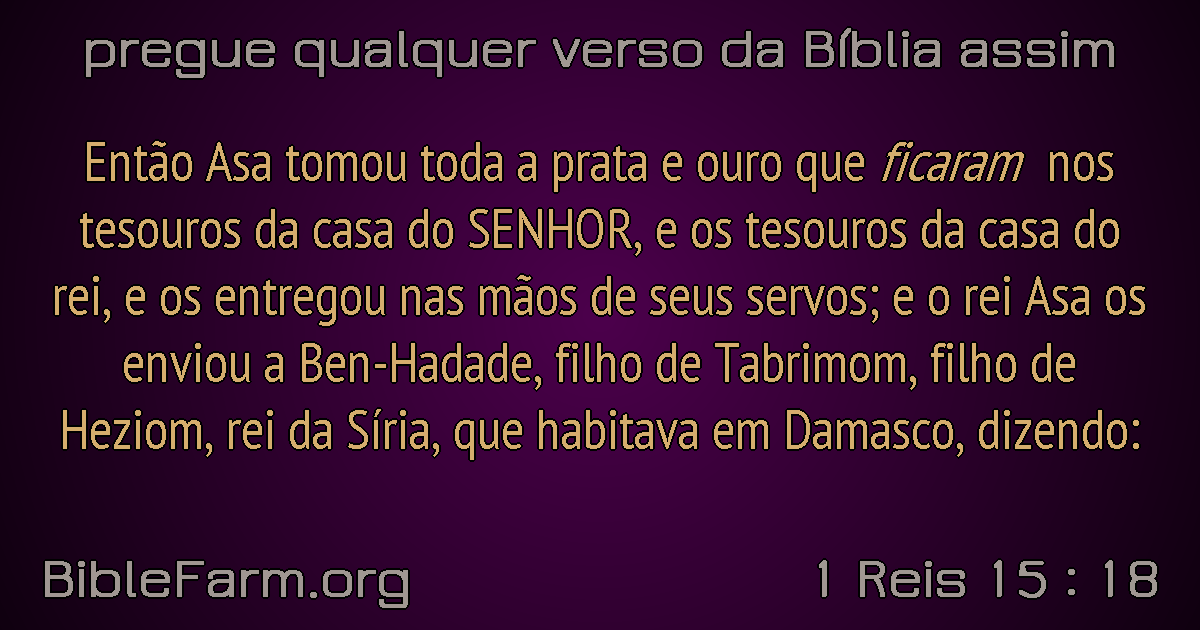 pregue qualquer verso da Bíblia assim
Então Asa tomou toda a prata e ouro que ficaram nos
tesouros da casa do SENHOR, e os tesouros da casa do
rei, e os entregou nas mãos de seus servos; e o rei Asa os
enviou a Ben-Hadade, filho de Tabrimom, filho de
Heziom, rei da Síria, que habitava em Damasco, dizendo:
BibleFarm.org
1 Reis 15 : 18